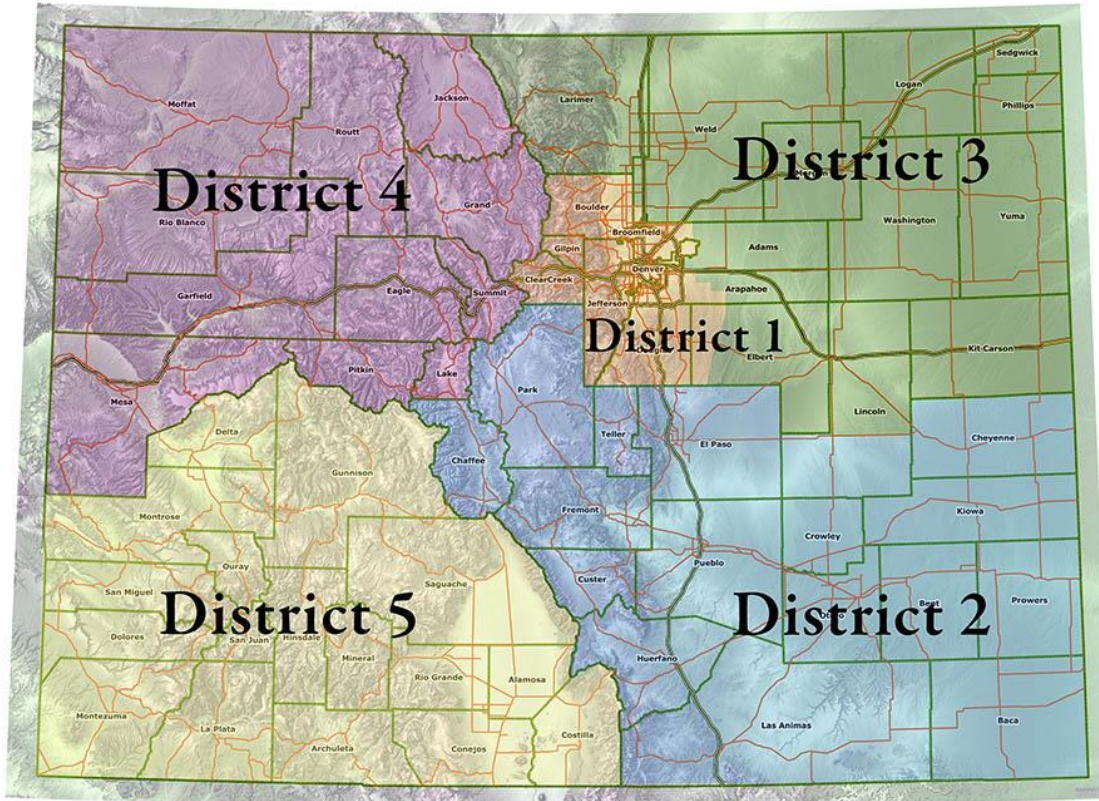 Sedgwick
Logan
Moffat
Jackson
Larimer
Phillips
Weld
Routt
District 3
District 4
Grand
Boulder
Rio Blanco
Washington
Yuma
Broomfield
Gilpin
Adams
Denver
ClearCreek
Garfield
Eagle
Summit
Arapahoe
Jefferson
District 1
Elbert
Kit Carson
Pitkin
Lake
Park
Mesa
Lincoln
Delta
Teller
El Paso
Cheyenne
Chaffee
Gunnison
Montrose
Fremont
Kiowa
Crowley
Ouray
Pueblo
Custer
Saguache
San Miguel
Prowers
Bent
District 5
District 2
Dolores
San Juan
Hinsdale
Mineral
Huerfano
Rio Grande
Alamosa
Montezuma
La Plata
Las Animas
Baca
Costilla
Archuleta
Conejos